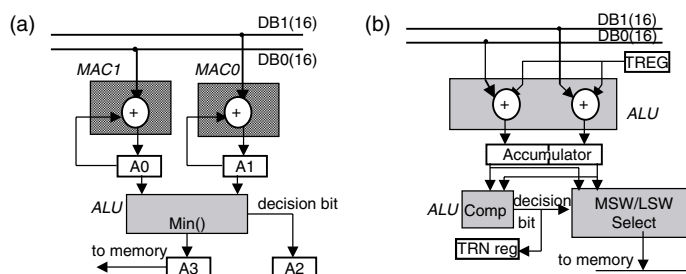 (a)
DB1(16)
DB0(16)
MAC1
MAC0
+
+
A0
A1
ALU
Min()
decision bit
to memory
A3
A2
(b)
DB1(16)
DB0(16)
TREG
+
+
ALU
Accumulator
ALU
Comp
decision
bit
MSW/LSW
Select
TRN reg
to memory